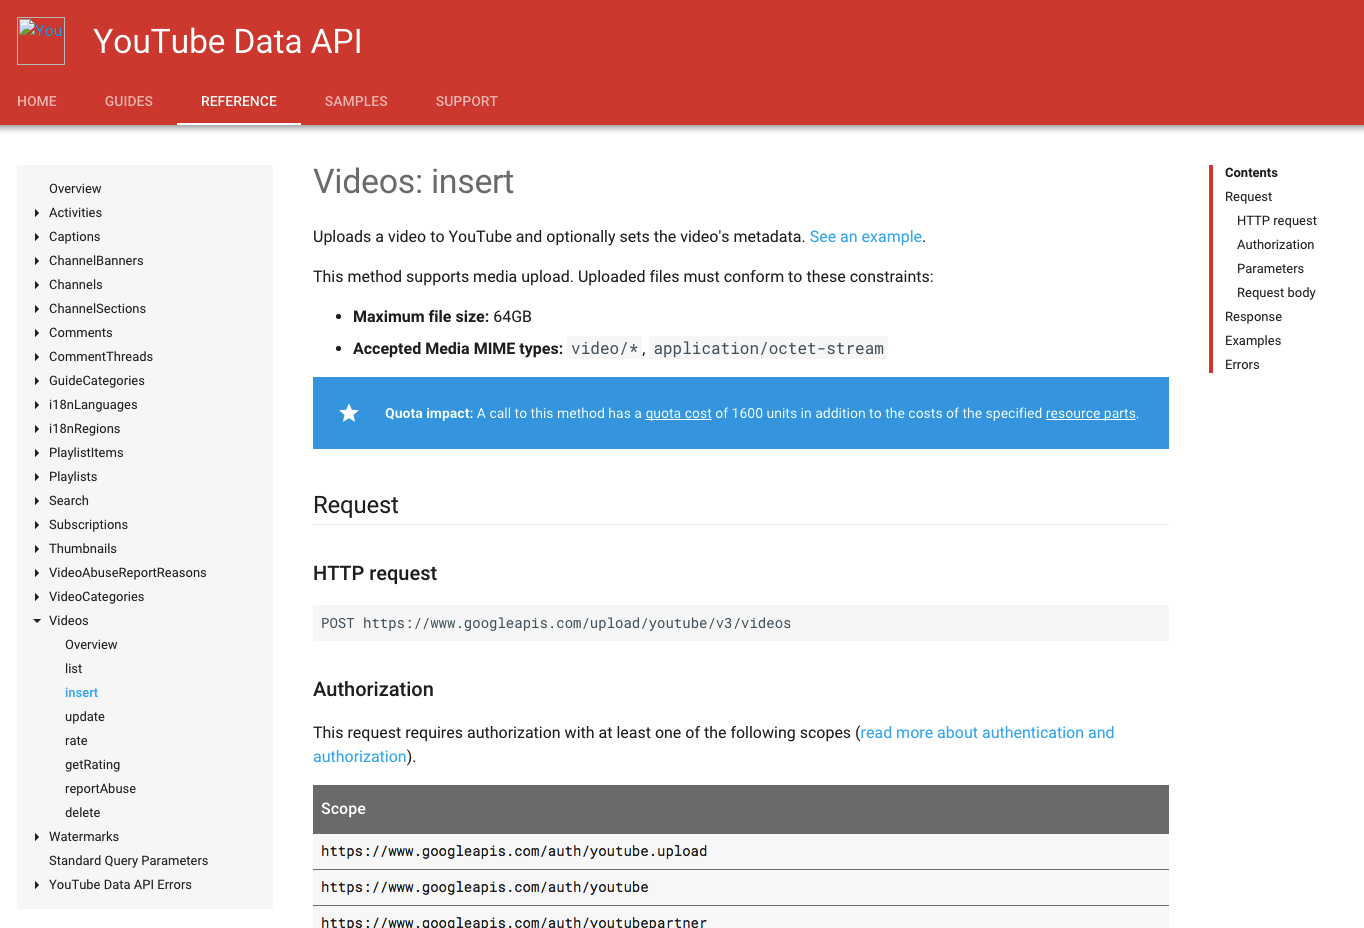 You
YouTube Data API
HOME GUIDES REFERENCE SAMPLES SUPPORT
Overview
Activities
Captions
ChannelBanners
Channels
ChannelSections
Comments
CommentThreads
GuideCategories
i18nLanguages
i18nRegions
PlaylistItems
Playlists
Search
Subscriptions
Thumbnails
VideoAbuseReportReasons
VideoCategories
Videos
Overview
list
insert
update
rate
getRating
reportAbuse
delete
Watermarks
Standard Query Parameters
YouTube Data API Errors
Videos: insert
Uploads a video to YouTube and optionally sets the video's metadata. See an example.
This method supports media upload. Uploaded files must conform to these constraints:
• Maximum file size: 64GB
• Accepted Media MIME types: video/*, application/octet-stream
Quota impact: A call to this method has a quota cost of 1600 units in addition to the costs of the specified resource parts.
Request
HTTP request
POST https://www.googleapis.com/upload/youtube/v3/videos
Authorization
This request requires authorization with at least one of the following scopes (read more about authentication and
authorization).
Scope
https://www.googleapis.com/auth/youtube.upload
https://www.googleapis.com/auth/youtube
https://www.googleapis.com/auth/youtubepartner
Contents
Request
HTTP request
Authorization
Parameters
Request body
Response
Examples
Errors